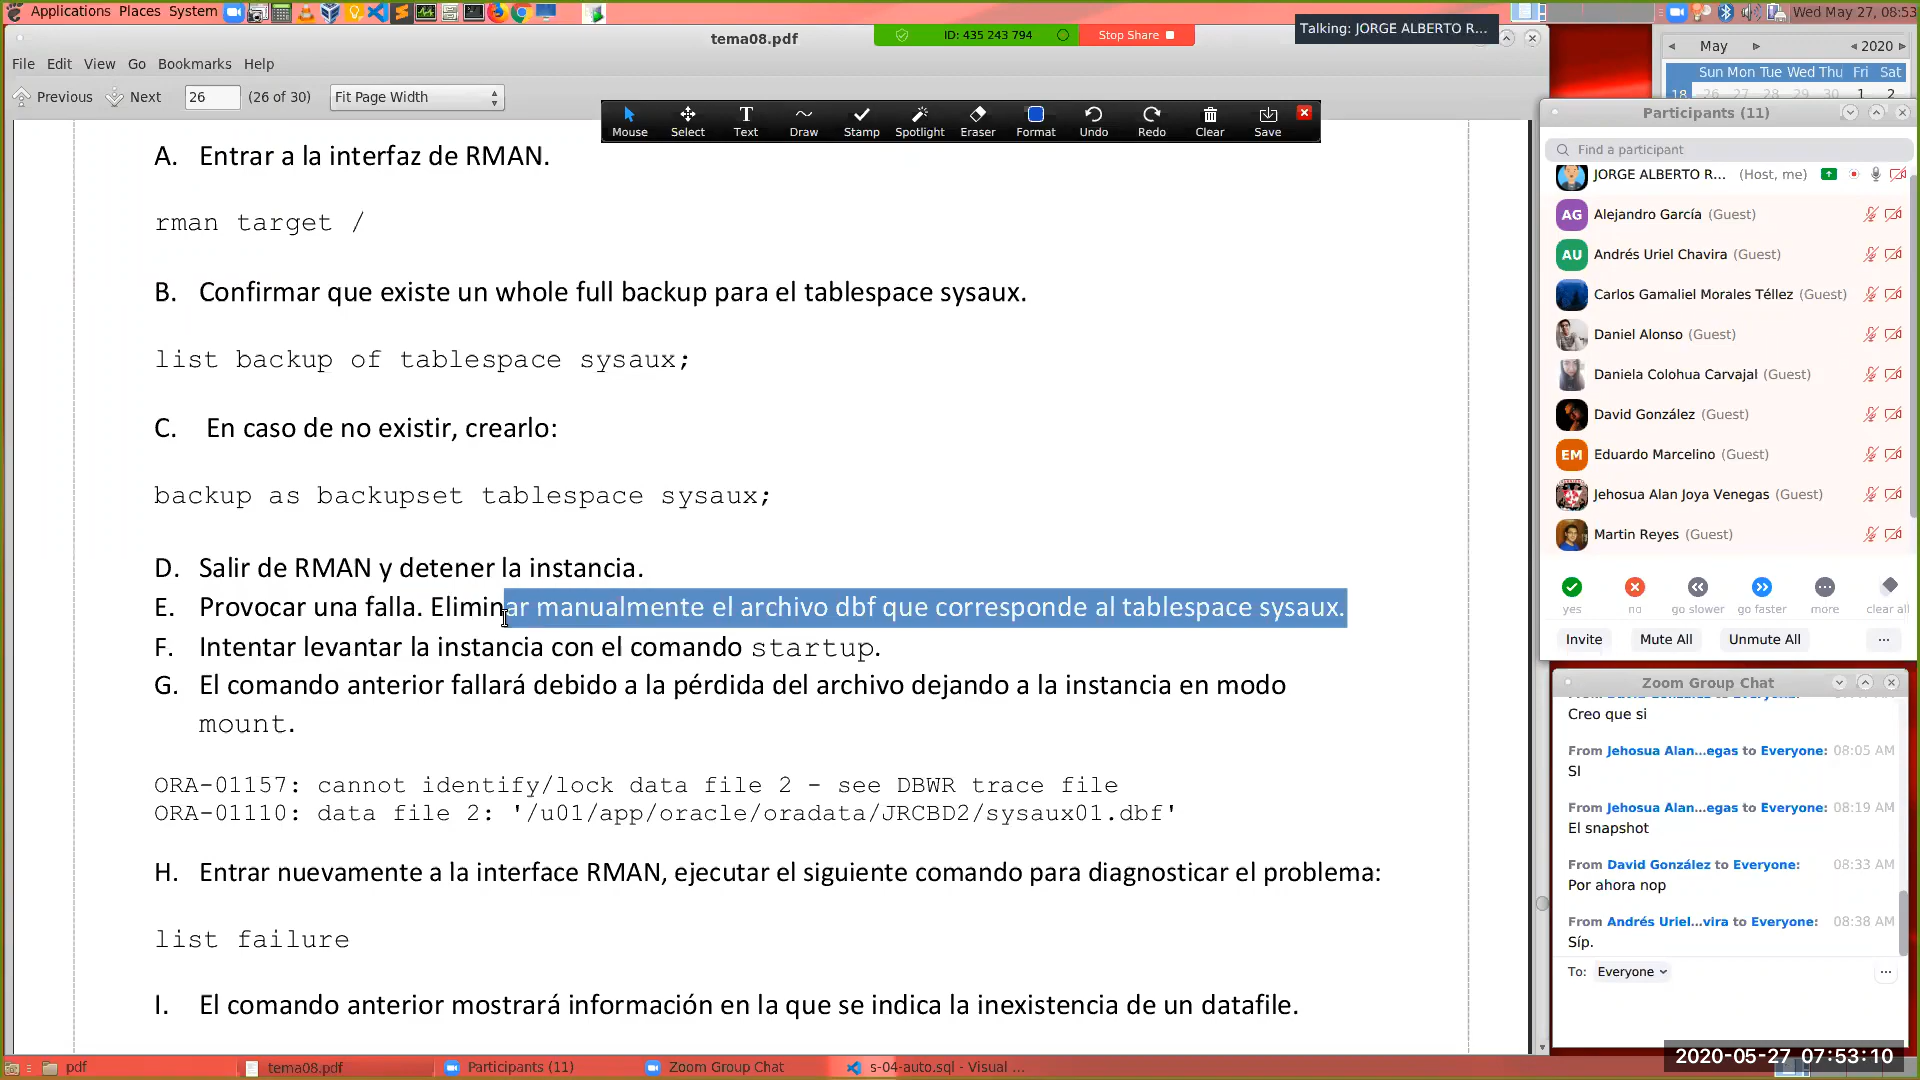 Applications Places System
Wed May 27, 08:53
tema08.pdf
ID: 435 243 794
Stop Share
Talking: JORGE ALBERTO R...
File Edit View Go Bookmarks Help
Previous Next 26 (26 of 30) Fit Page Width
Mouse Select Text Draw Stamp Spotlight Eraser Format Undo Redo Clear Save
A. Entrar a la interfaz de RMAN.
rman target /
B. Confirmar que existe un whole full backup para el tablespace sysaux.
list backup of tablespace sysaux;
C. En caso de no existir, crearlo:
backup as backupset tablespace sysaux;
D. Salir de RMAN y detener la instancia.
E. Provocar una falla. Eliminar manualmente el archivo dbf que corresponde al tablespace sysaux.
F. Intentar levantar la instancia con el comando startup.
G. El comando anterior fallará debido a la pérdida del archivo dejando a la instancia en modo
mount.
ORA-01157: cannot identify/lock data file 2 - see DBWR trace file
ORA-01110: data file 2: '/u01/app/oracle/oradata/JRCBD2/sysaux01.dbf'
H. Entrar nuevamente a la interface RMAN, ejecutar el siguiente comando para diagnosticar el problema:
list failure
I. El comando anterior mostrará información en la que se indica la inexistencia de un datafile.
May 2020
Sun Mon Tue Wed Thu Fri Sat
18 26 27 28 29 30 1 2
Participants (11)
Find a participant
JORGE ALBERTO R... (Host, me)
AG Alejandro García (Guest)
AU Andrés Uriel Chavira (Guest)
Carlos Gamaliel Morales Téllez (Guest)
Daniel Alonso (Guest)
Daniela Colohua Carvajal (Guest)
David González (Guest)
EM Eduardo Marcelino (Guest)
Jehosua Alan Joya Venegas (Guest)
Martin Reyes (Guest)
yes no go slower go faster more clear all
Invite Mute All Unmute All ...
Zoom Group Chat
Creo que si
From Jehosua Alan...egas to Everyone: 08:05 AM
SI
From Jehosua Alan...egas to Everyone: 08:19 AM
El snapshot
From David González to Everyone: 08:33 AM
Por ahora nop
From Andrés Uriel...vira to Everyone: 08:38 AM
Síp.
To: Everyone ...
2020-05-27 07:53:10
pdf tema08.pdf Participants (11) Zoom Group Chat s-04-auto.sql - Visual ...